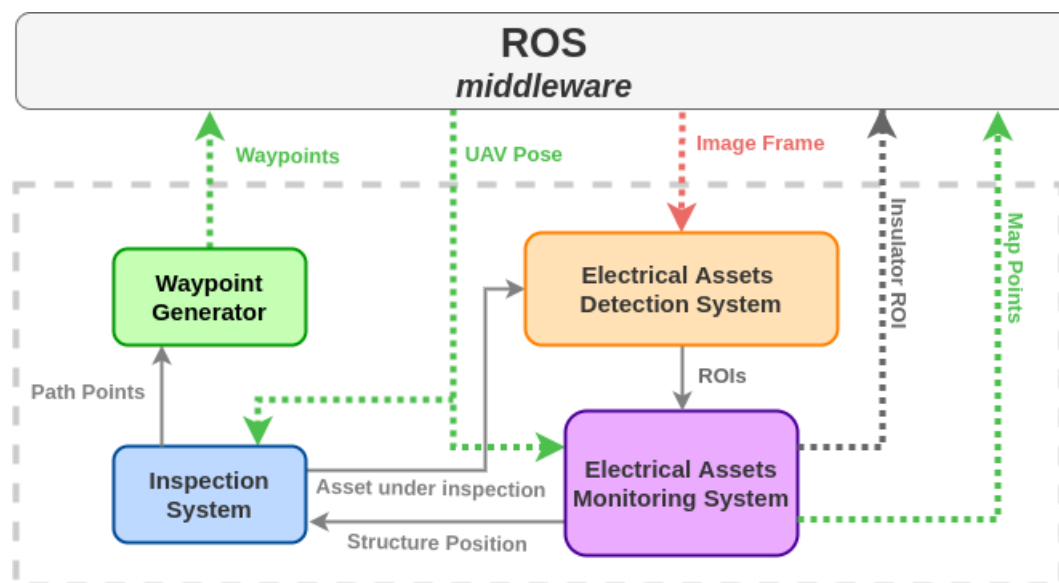 ROS
middleware
Waypoints
UAV Pose
Image Frame
Insulator ROI
Map Points
Waypoint
Generator
Electrical Assets
Detection System
Path Points
ROIs
Inspection
System
Asset under inspection
Electrical Assets
Monitoring System
Structure Position